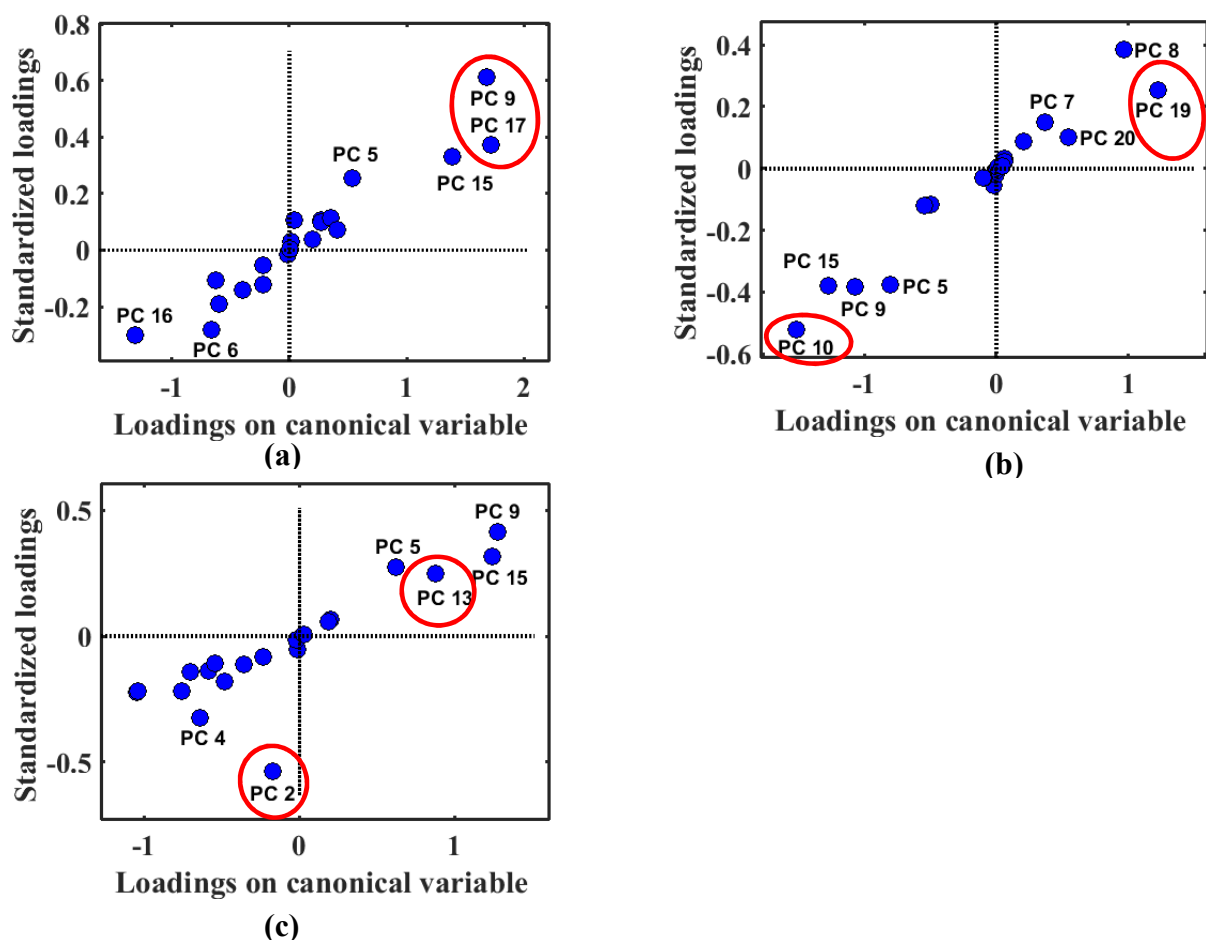 0.8
0.6
0.4
0.2
0
-0.2
Standardized loadings
PC 9
PC 17
PC 5
PC 15
PC 16
PC 6
-1
0
1
2
Loadings on canonical variable
(a)
0.4
0.2
0
-0.2
-0.4
-0.6
Standardized loadings
PC 8
PC 7
PC 19
PC 20
PC 15
PC 9
PC 5
PC 10
-1
0
1
Loadings on canonical variable
(b)
0.5
0
-0.5
Standardized loadings
PC 9
PC 5
PC 15
PC 13
PC 4
PC 2
-1
0
1
Loadings on canonical variable
(c)